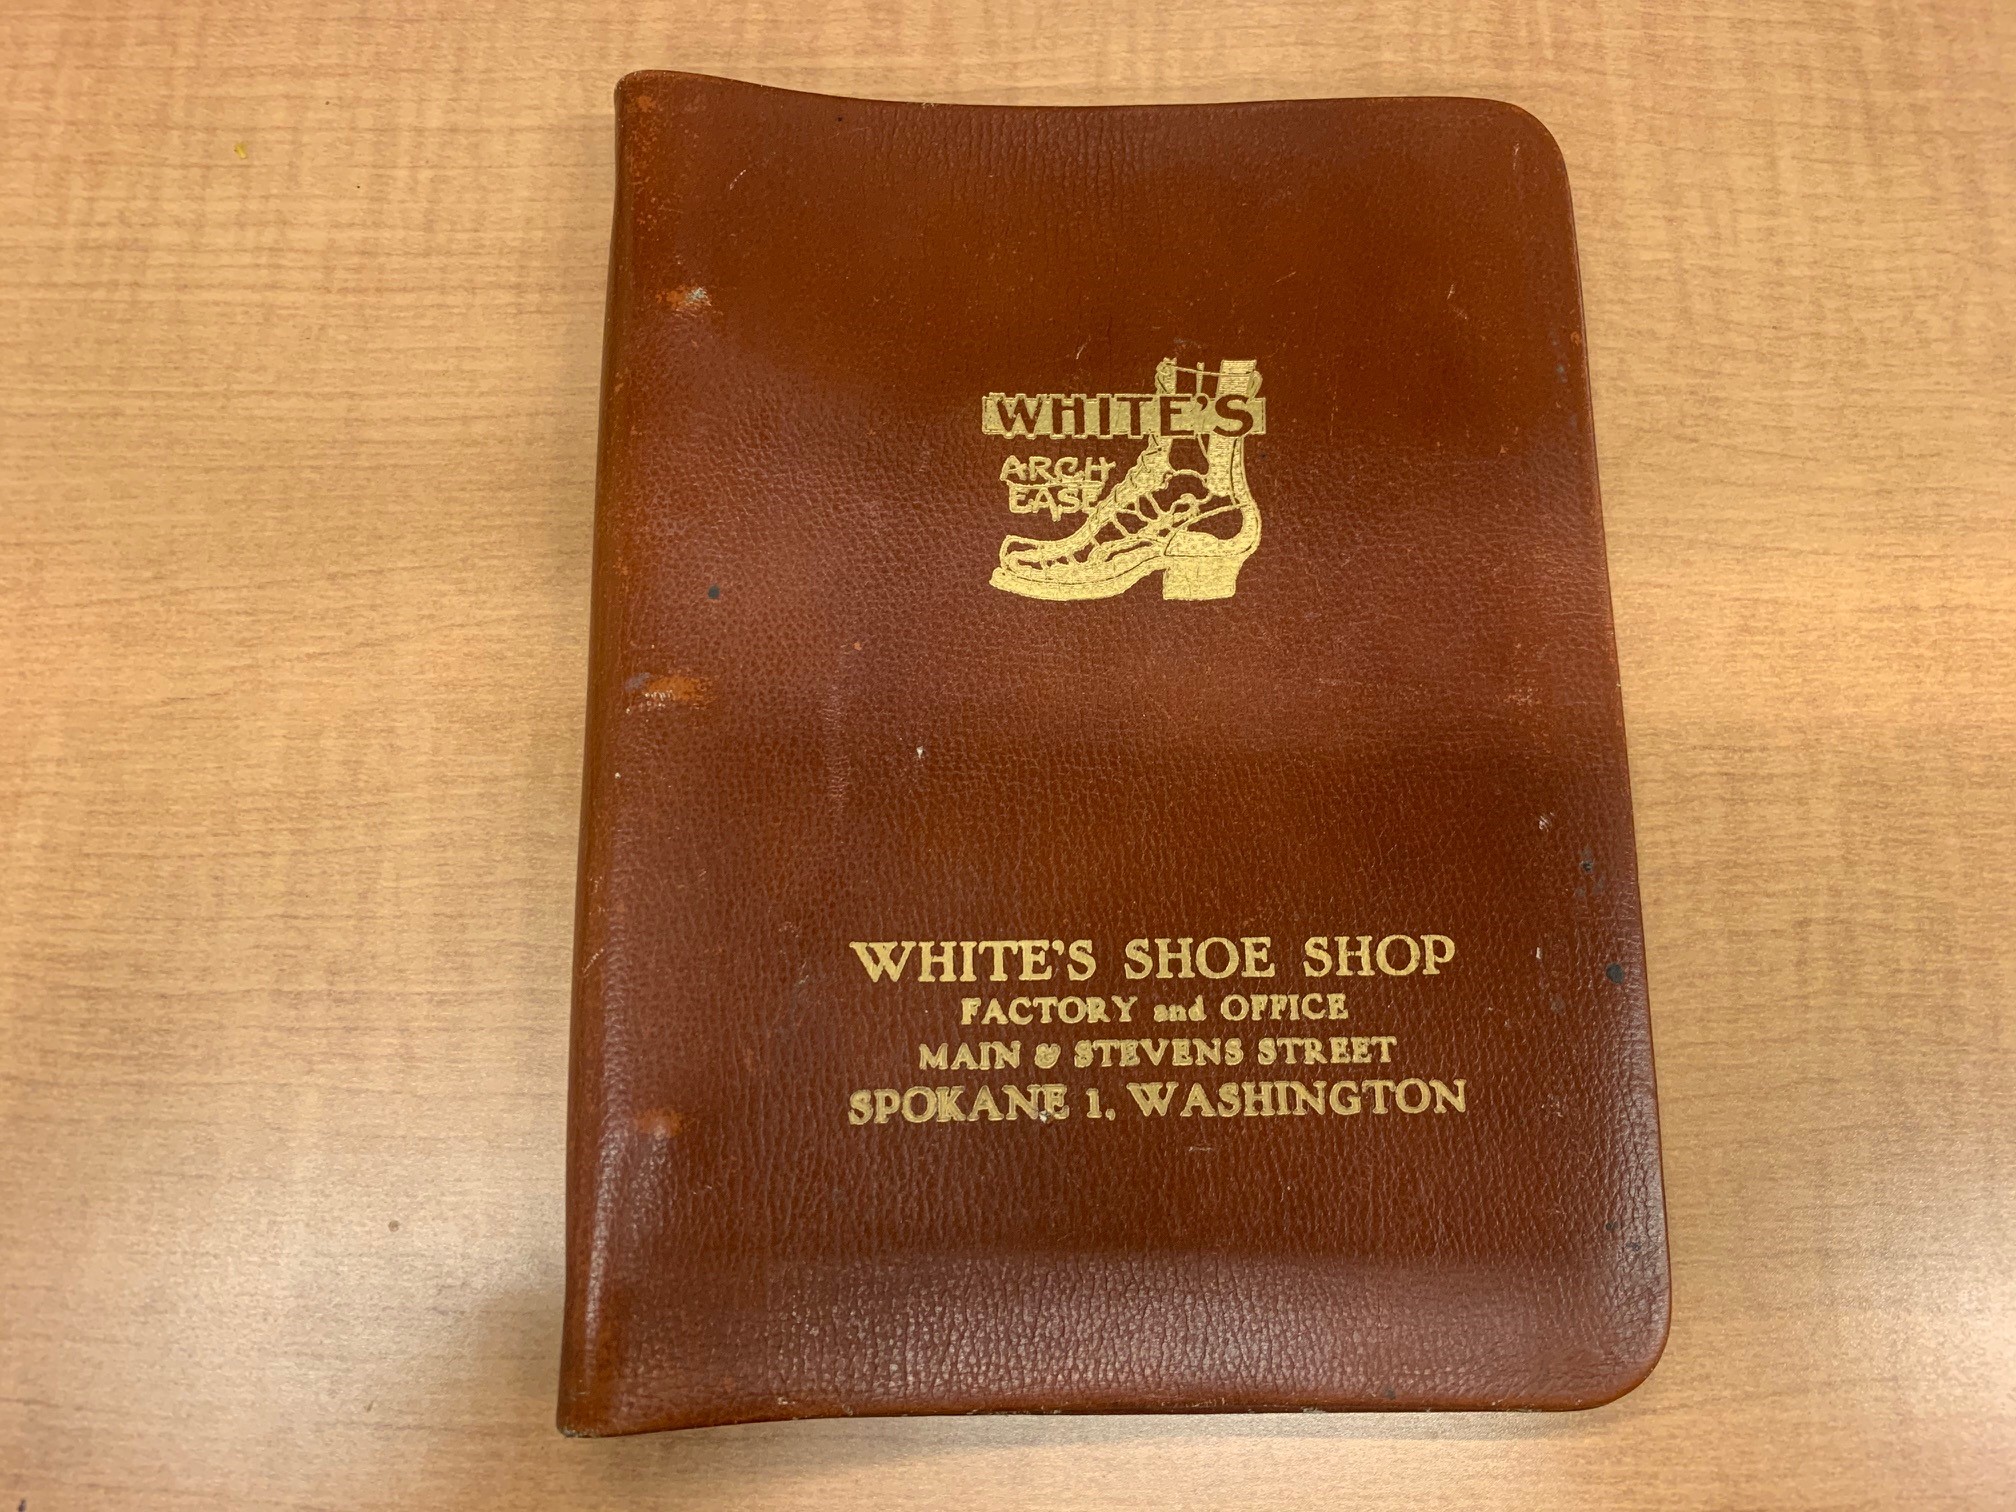 WHITE'S
ARCH
EASE
WHITE'S SHOE SHOP
FACTORY and OFFICE
MAIN & STEVENS STREET
SPOKANE 1, WASHINGTON